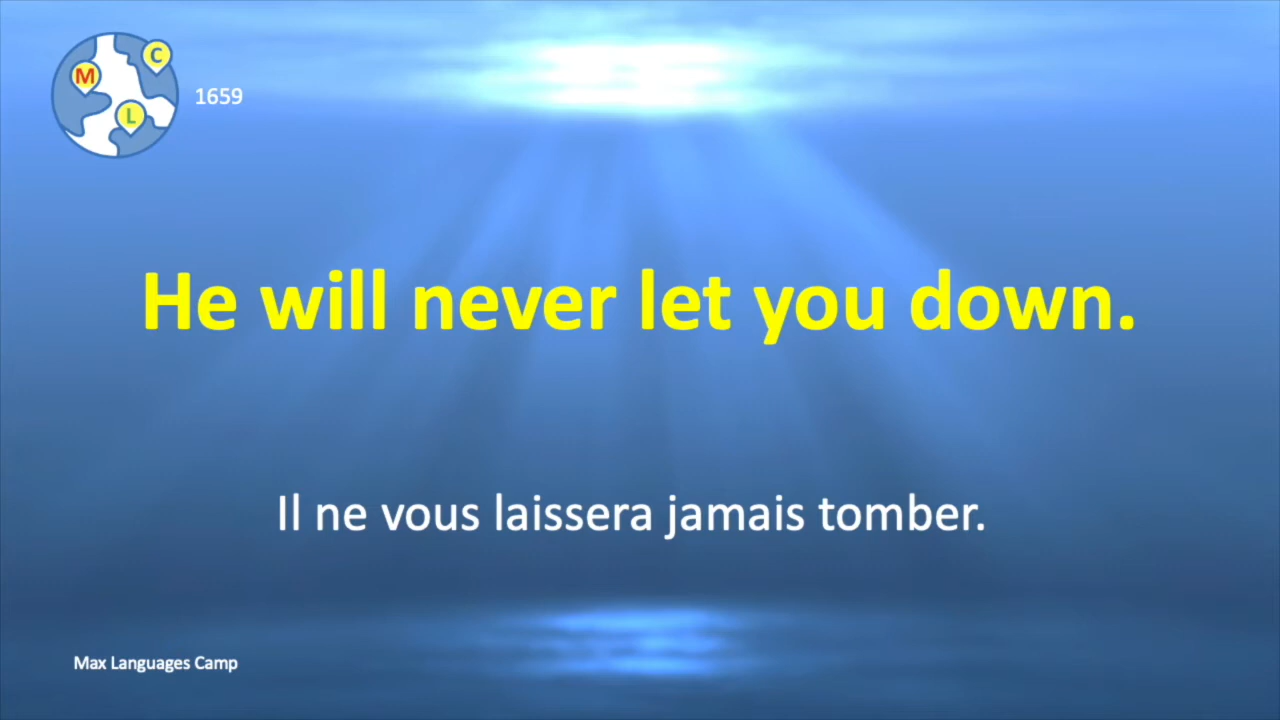 C
M
L
1659
He will never let you down.
Il ne vous laissera jamais tomber.
Max Languages Camp